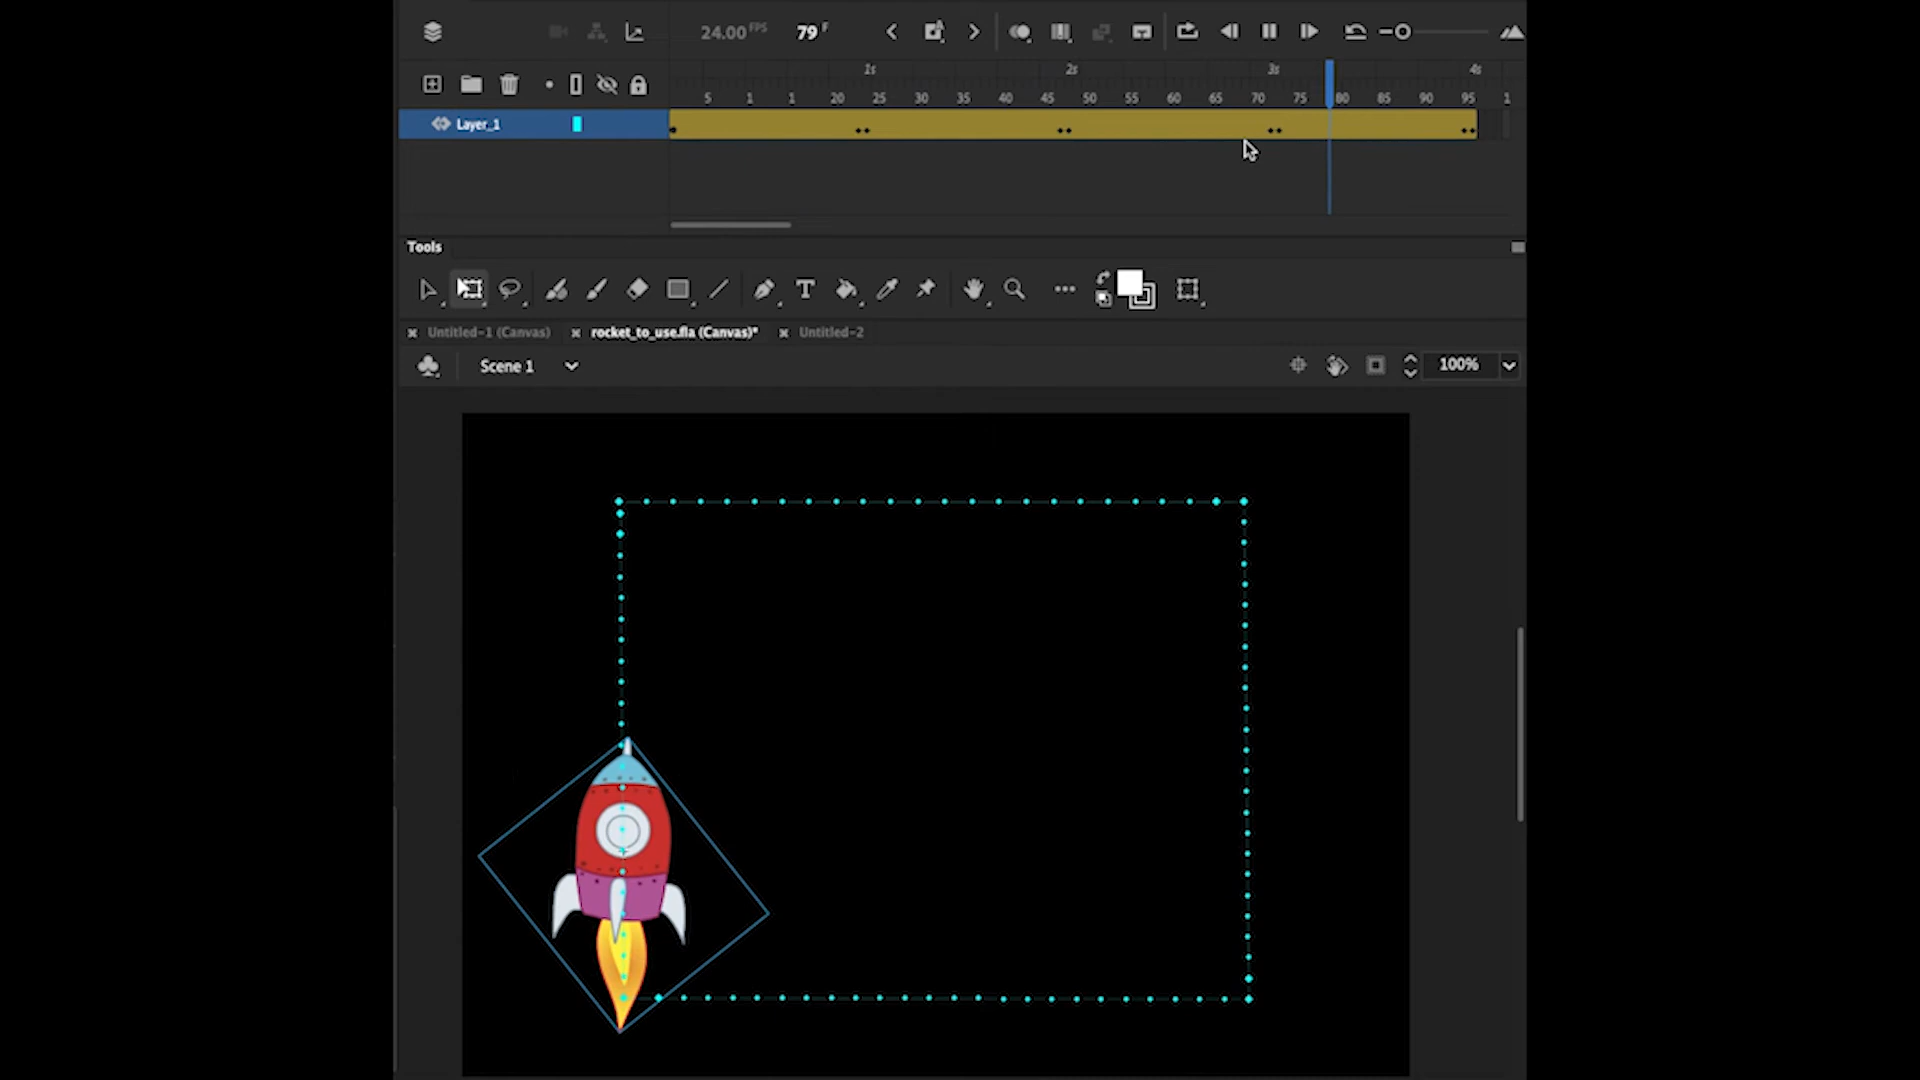 24.00 FPS 79 F
1s 2s 3s 4s
5 1 1 20 25 30 35 40 45 50 55 60 65 70 75 80 85 90 95 1
Layer_1
Tools
Untitled-1 (Canvas) rocket_to_use.fla (Canvas)* Untitled-2
Scene 1 100%